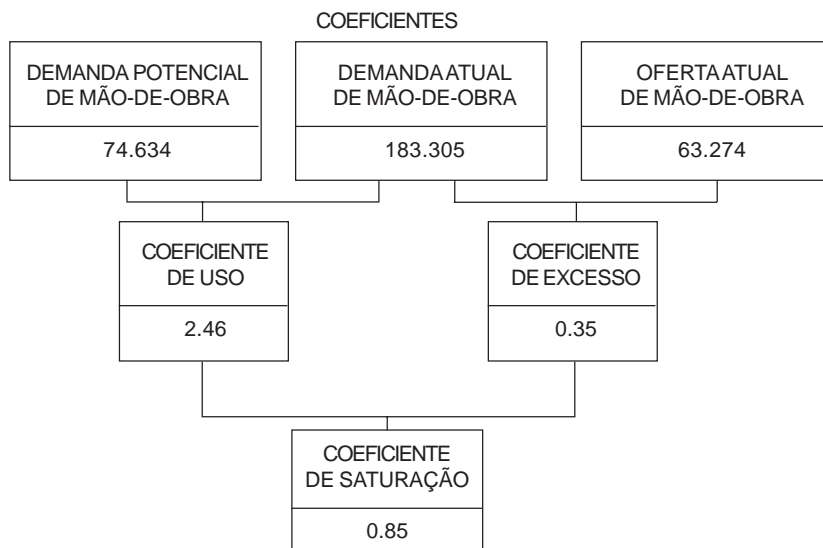 COEFICIENTES
DEMANDA POTENCIAL
DE MÃO-DE-OBRA
74.634
DEMANDA ATUAL
DE MÃO-DE-OBRA
183.305
OFERTA ATUAL
DE MÃO-DE-OBRA
63.274
COEFICIENTE
DE USO
2.46
COEFICIENTE
DE EXCESSO
0.35
COEFICIENTE
DE SATURAÇÃO
0.85